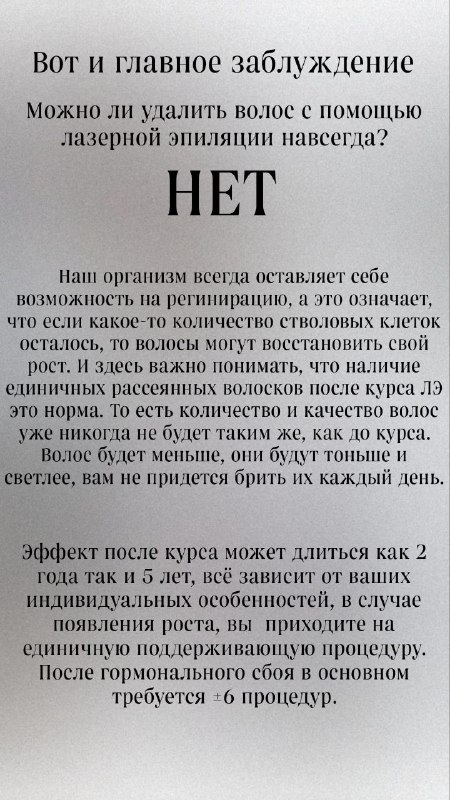 Вот и главное заблуждение
Можно ли удалить волос с помощью
лазерной эпиляции навсегда?
НЕТ
Наш организм всегда оставляет себе
возможность на регинирацию, а это означает,
что если какое-то количество стволовых клеток
осталось, то волосы могут восстановить свой
рост. И здесь важно понимать, что наличие
единичных рассеянных волосков после курса ЛЭ
это норма. То есть количество и качество волос
уже никогда не будет таким же, как до курса.
Волос будет меньше, они будут тоньше и
светлее, вам не придется брить их каждый день.
Эффект после курса может длиться как 2
года так и 5 лет, всё зависит от ваших
индивидуальных особенностей, в случае
появления роста, вы приходите на
единичную поддерживающую процедуру.
После гормонального сбоя в основном
требуется ±6 процедур.